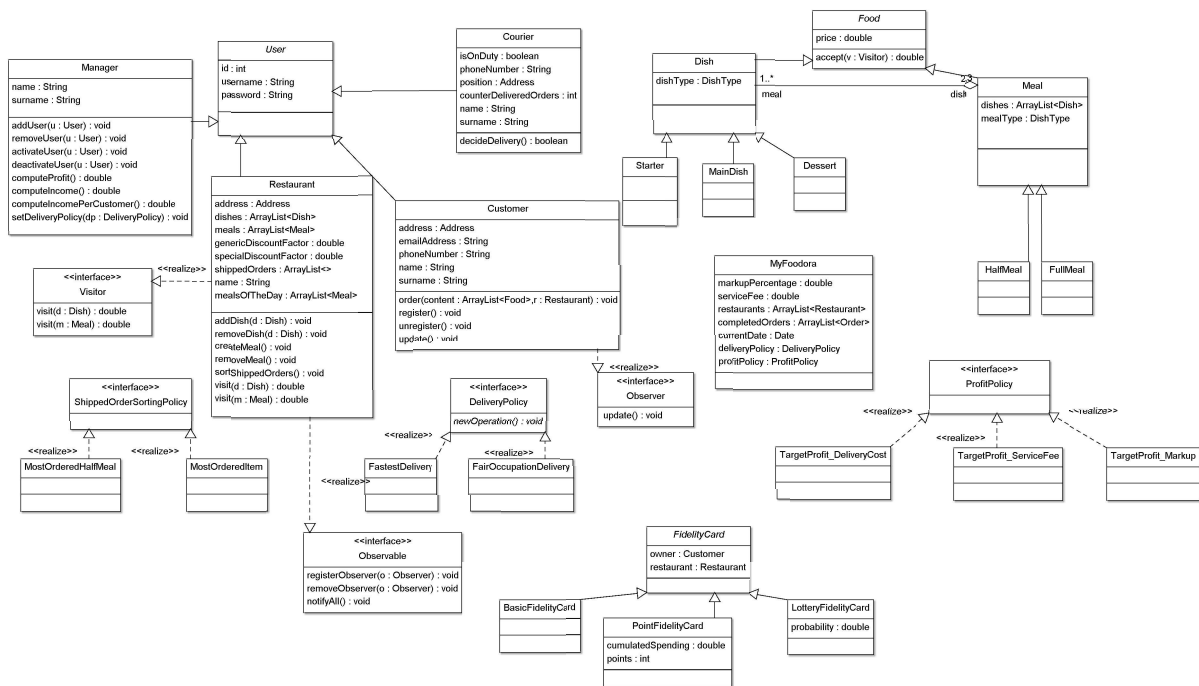 Manager
name : String
surname : String
addUser(u : User) : void
removeUser(u : User) : void
activateUser(u : User) : void
deactivateUser(u : User) : void
computeProfit() : double
computeIncome() : double
computeIncomePerCustomer() : double
setDeliveryPolicy(dp : DeliveryPolicy) : void
User
id : int
username : String
password : String
Courier
isOnDuty : boolean
phoneNumber : String
position : Address
counterDeliveredOrders : int
name : String
surname : String
decideDelivery() : boolean
Food
price : double
accept(v : Visitor) : double
Dish
dishType : DishType
1..*
meal
dish
Meal
dishes : ArrayList<Dish>
mealType : DishType
Starter
MainDish
Dessert
HalfMeal
FullMeal
Restaurant
address : Address
dishes : ArrayList<Dish>
meals : ArrayList<Meal>
genericDiscountFactor : double
specialDiscountFactor : double
shippedOrders : ArrayList<>
name : String
mealsOfTheDay : ArrayList<Meal>
addDish(d : Dish) : void
removeDish(d : Dish) : void
createMeal() : void
removeMeal() : void
sortShippedOrders() : void
visit(d : Dish) : double
visit(m : Meal) : double
Customer
address : Address
emailAddress : String
phoneNumber : String
name : String
surname : String
order(content : ArrayList<Food>,r : Restaurant) : void
register() : void
unregister() : void
update() : void
<<realize>>
<<interface>>
Visitor
visit(d : Dish) : double
visit(m : Meal) : double
MyFoodora
markupPercentage : double
serviceFee : double
restaurants : ArrayList<Restaurant>
completedOrders : ArrayList<Order>
currentDate : Date
deliveryPolicy : DeliveryPolicy
profitPolicy : ProfitPolicy
<<realize>>
<<interface>>
Observer
update() : void
<<interface>>
ShippedOrderSortingPolicy
<<realize>>
<<realize>>
MostOrderedHalfMeal
MostOrderedItem
<<interface>>
DeliveryPolicy
newOperation() : void
<<realize>>
<<realize>>
FastestDelivery
FairOccupationDelivery
<<realize>>
<<interface>>
Observable
registerObserver(o : Observer) : void
removeObserver(o : Observer) : void
notifyAll() : void
<<interface>>
ProfitPolicy
<<realize>>
<<realize>>
<<realize>>
TargetProfit_DeliveryCost
TargetProfit_ServiceFee
TargetProfit_Markup
FidelityCard
owner : Customer
restaurant : Restaurant
BasicFidelityCard
PointFidelityCard
cumulatedSpending : double
points : int
LotteryFidelityCard
probability : double